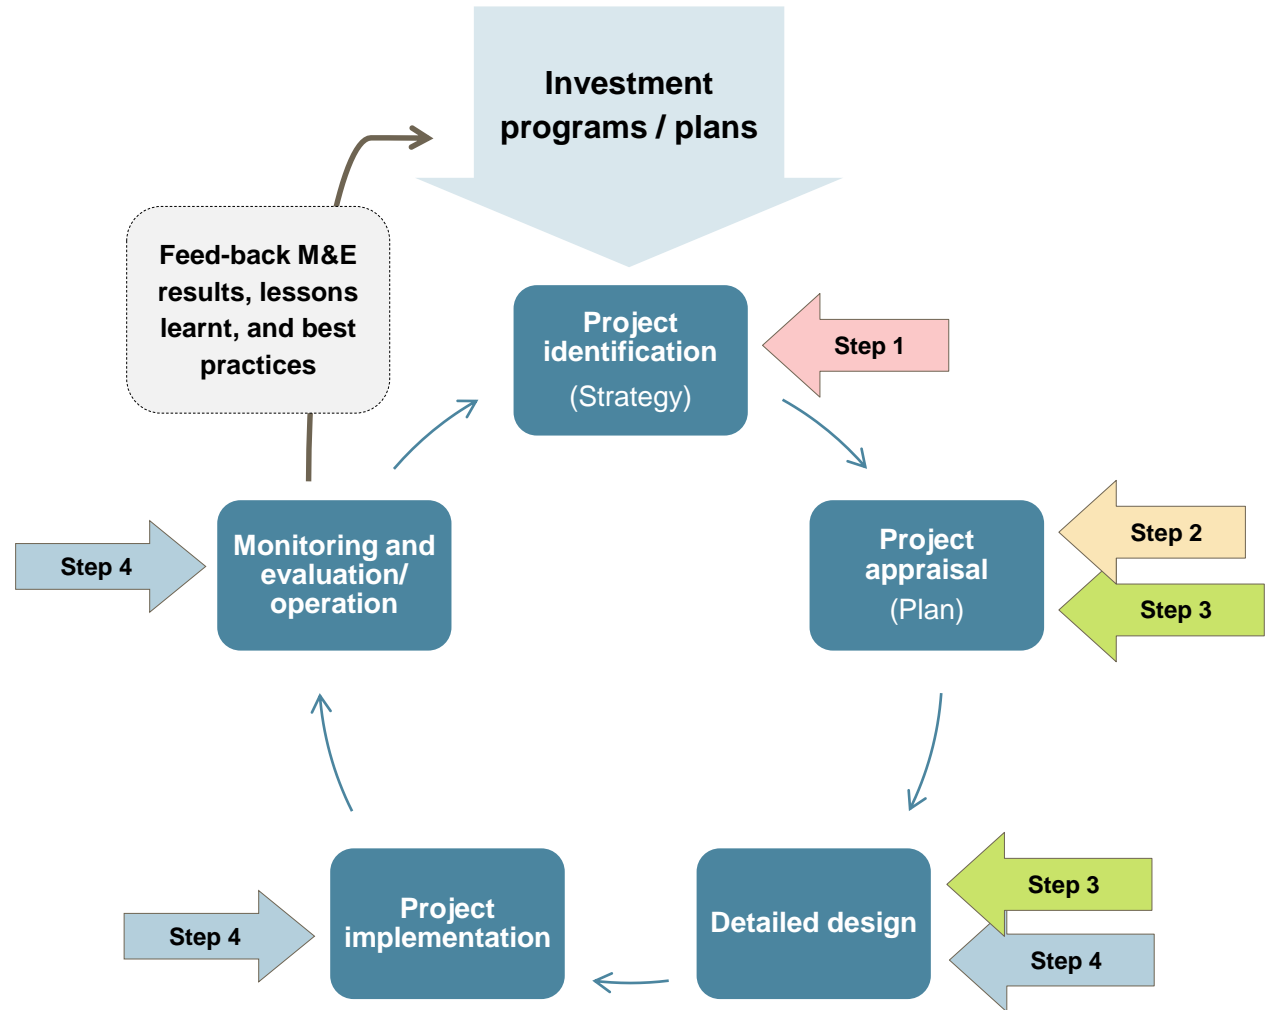 Investment
programs / plans
Feed-back M&E
results, lessons
learnt, and best
practices
Project
identification
(Strategy)
Step 1
Project
appraisal
(Plan)
Step 2
Step 3
Monitoring and
evaluation/
operation
Step 4
Detailed design
Step 3
Step 4
Project
implementation
Step 4